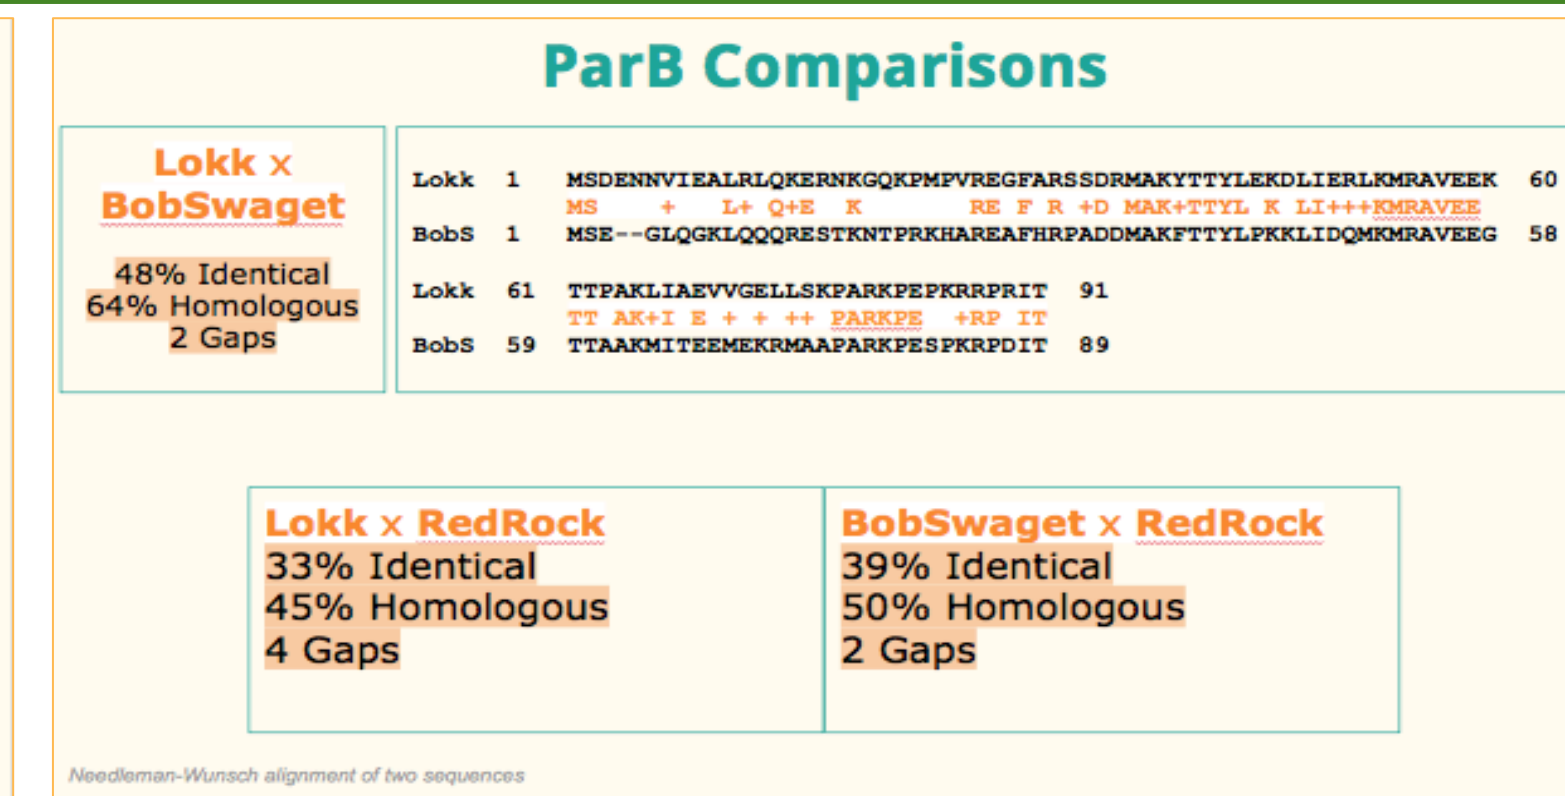 ParB Comparisons
Lokk x
BobSwaget
48% Identical
64% Homologous
2 Gaps
Lokk 1 MSDENNVIEALRLQKERNKGQKPMPVREGFARSSDRMAKYTTYLEKDLIERLKMRAVEEK 60
MS + L+ Q+E K RE F R +D MAK+TTYL K LI+++KMRAVEE
BobS 1 MSE--GLQGKLQQQRESTKNTPRKHAREAFHRPADDMAKFTTYLPKKLIDQMKMRAVEEG 58
Lokk 61 TTPAKLIAEVVGELLSKPARKPEPKRRPRIT 91
TT AK+I E + + ++ PARKPE +RP IT
BobS 59 TTAAKMITEEMEKRMAAPARKPESPKRPDIT 89
Lokk x RedRock
33% Identical
45% Homologous
4 Gaps
BobSwaget x RedRock
39% Identical
50% Homologous
2 Gaps
Needleman-Wunsch alignment of two sequences